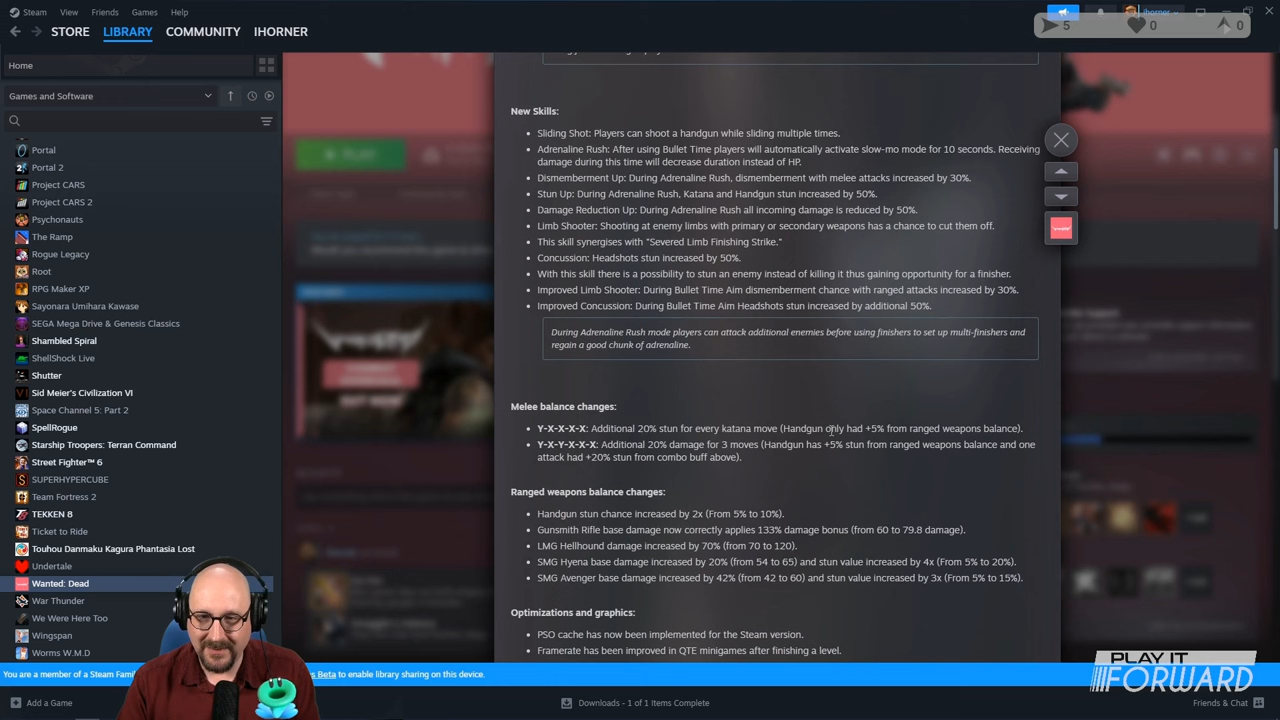 Steam View Friends Games Help
jhorner
STORE LIBRARY COMMUNITY JHORNER
5 0 0
Home
Games and Software
Portal
Portal 2
Project CARS
Project CARS 2
Psychonauts
The Ramp
Rogue Legacy
Root
RPG Maker XP
Sayonara Umihara Kawase
SEGA Mega Drive & Genesis Classics
Shambled Spiral
ShellShock Live
Shutter
Sid Meier's Civilization VI
Space Channel 5: Part 2
SpellRogue
Starship Troopers: Terran Command
Street Fighter™ 6
SUPERHYPERCUBE
Team Fortress 2
TEKKEN 8
Ticket to Ride
Touhou Danmaku Kagura Phantasia Lost
Undertale
Wanted: Dead
War Thunder
We Were Here Too
Wingspan
Worms W.M.D
New Skills:
Sliding Shot: Players can shoot a handgun while sliding multiple times.
Adrenaline Rush: After using Bullet Time players will automatically activate slow-mo mode for 10 seconds. Receiving
damage during this time will decrease duration instead of HP.
Dismemberment Up: During Adrenaline Rush, dismemberment with melee attacks increased by 30%.
Stun Up: During Adrenaline Rush, Katana and Handgun stun increased by 50%.
Damage Reduction Up: During Adrenaline Rush all incoming damage is reduced by 50%.
Limb Shooter: Shooting at enemy limbs with primary or secondary weapons has a chance to cut them off.
This skill synergises with "Severed Limb Finishing Strike."
Concussion: Headshots stun increased by 50%.
With this skill there is a possibility to stun an enemy instead of killing it thus gaining opportunity for a finisher.
Improved Limb Shooter: During Bullet Time Aim dismemberment chance with ranged attacks increased by 30%.
Improved Concussion: During Bullet Time Aim Headshots stun increased by additional 50%.
During Adrenaline Rush mode players can attack additional enemies before using finishers to set up multi-finishers and
regain a good chunk of adrenaline.
Melee balance changes:
Y-X-X-X-X: Additional 20% stun for every katana move (Handgun only had +5% from ranged weapons balance).
Y-X-Y-X-X-X: Additional 20% damage for 3 moves (Handgun has +5% stun from ranged weapons balance and one
attack had +20% stun from combo buff above).
Ranged weapons balance changes:
Handgun stun chance increased by 2x (From 5% to 10%).
Gunsmith Rifle base damage now correctly applies 133% damage bonus (from 60 to 79.8 damage).
LMG Hellhound damage increased by 70% (from 70 to 120).
SMG Hyena base damage increased by 20% (from 54 to 65) and stun value increased by 4x (From 5% to 20%).
SMG Avenger base damage increased by 42% (from 42 to 60) and stun value increased by 3x (From 5% to 15%).
Optimizations and graphics:
PSO cache has now been implemented for the Steam version.
Framerate has been improved in QTE minigames after finishing a level.
You are a member of a Steam Fami
Beta to enable library sharing on this device.
Add a Game
Downloads - 1 of 1 Items Complete
Friends & Chat
PLAY IT
FORWARD